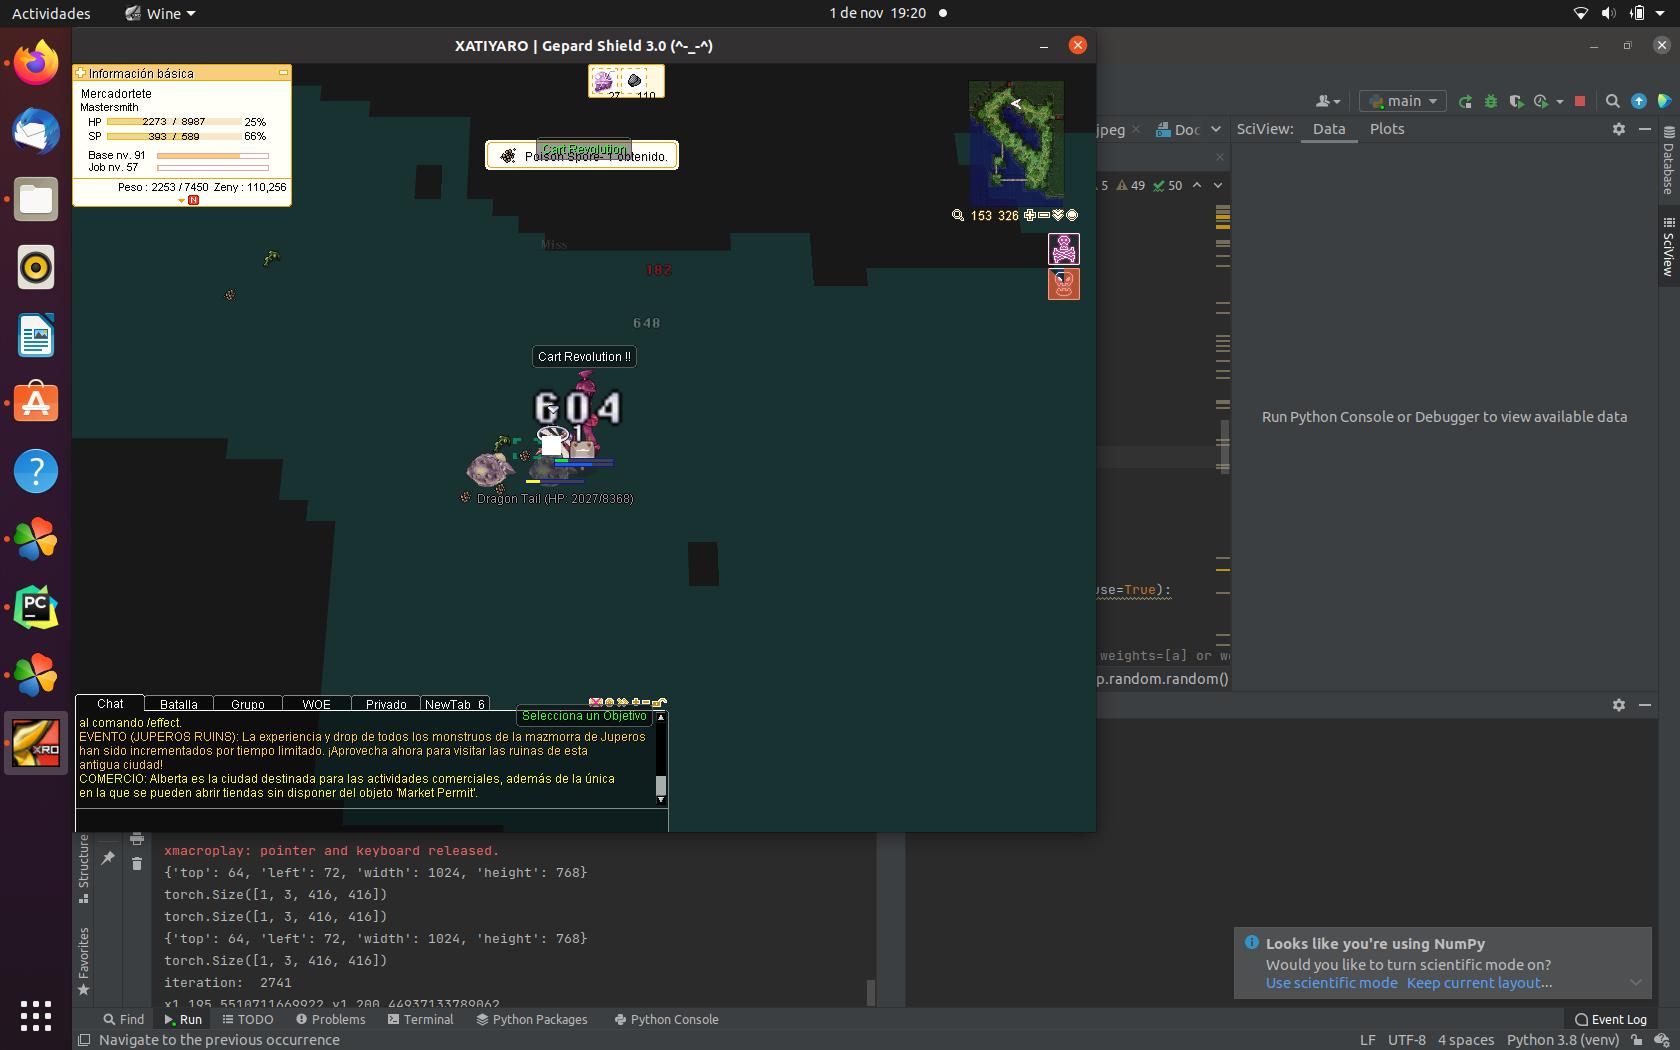 Actividades
Wine
1 de nov 19:20
XATIYARO | Gepard Shield 3.0 (^-_-^)
Información básica
Mercadortete
Mastersmith
HP 2273 / 8987 25%
SP 393 / 589 66%
Base nv. 91
Job nv. 57
Peso : 2253 / 7450 Zeny : 110,256
N
27 110
Cart Revolution
Poison Spore- 1 obtenido.
153 326
Miss
182
648
Cart Revolution !!
604
1
Dragon Tail (HP: 2027/8368)
Chat
Batalla
Grupo
WOE
Privado
NewTab_6
Selecciona un Objetivo
al comando /effect.
EVENTO (JUPEROS RUINS): La experiencia y drop de todos los monstruos de la mazmorra de Juperos
han sido incrementados por tiempo limitado. ¡Aprovecha ahora para visitar las ruinas de esta
antigua ciudad!
COMERCIO: Alberta es la ciudad destinada para las actividades comerciales, además de la única
en la que se pueden abrir tiendas sin disponer del objeto 'Market Permit'.
main
jpeg
Doc
SciView:
Data
Plots
5 49 50
Database
SciView
Run Python Console or Debugger to view available data
use=True):
weights=[a] or
p.random.random()
PC
XRO
Structure
Favorites
xmacroplay: pointer and keyboard released.
{'top': 64, 'left': 72, 'width': 1024, 'height': 768}
torch.Size([1, 3, 416, 416])
torch.Size([1, 3, 416, 416])
{'top': 64, 'left': 72, 'width': 1024, 'height': 768}
torch.Size([1, 3, 416, 416])
iteration: 2741
x1 195.5510711669922 y1 200.44937133789062
Looks like you're using NumPy
Would you like to turn scientific mode on?
Use scientific mode Keep current layout...
Find
Run
TODO
Problems
Terminal
Python Packages
Python Console
Event Log
Navigate to the previous occurrence
LF UTF-8 4 spaces Python 3.8 (venv)